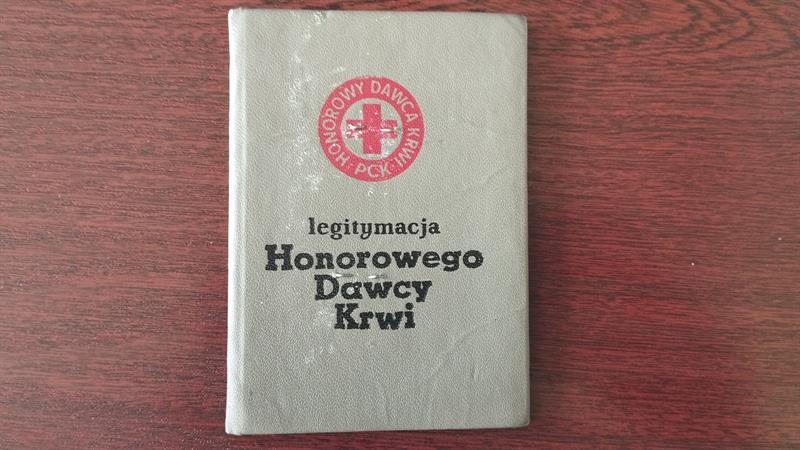 HONOROWY DAWCA KRWI
· PCK ·
legitymacja
Honorowego
Dawcy
Krwi